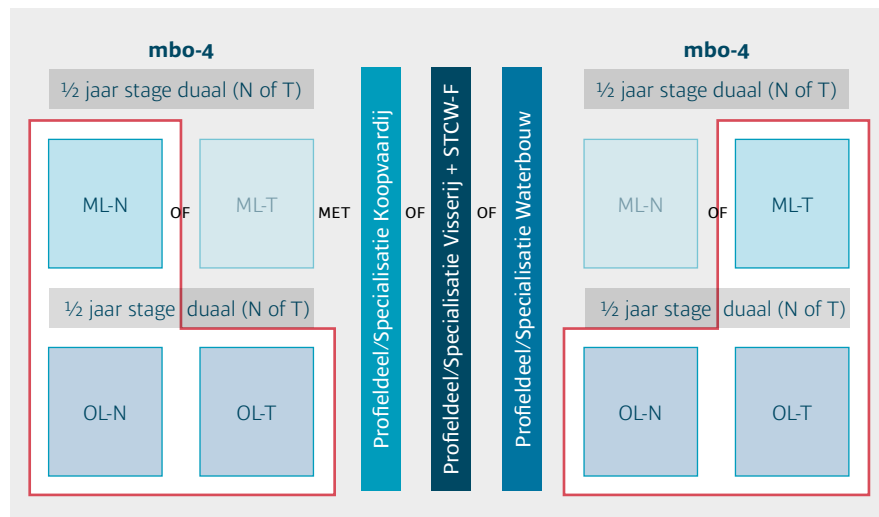 mbo-4
½ jaar stage duaal (N of T)
ML-N
OF
ML-T
MET
½ jaar stage duaal (N of T)
OL-N
OL-T
Profieldeel/Specialisatie Koopvaardij
OF
Profieldeel/Specialisatie Visserij + STCW-F
OF
Profieldeel/Specialisatie Waterbouw
mbo-4
½ jaar stage duaal (N of T)
ML-N
OF
ML-T
½ jaar stage duaal (N of T)
OL-N
OL-T